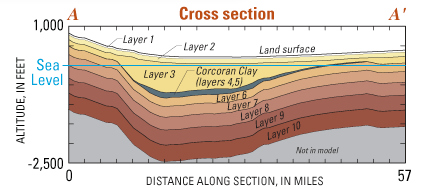 A
Cross section
A'
1,000
Layer 1
Layer 2
Land surface
Sea
Level
Layer 3
Corcoran Clay
(layers 4,5)
Layer 6
Layer 7
Layer 8
Layer 9
Layer 10
Not in model
-2,500
0
57
ALTITUDE, IN FEET
DISTANCE ALONG SECTION, IN MILES